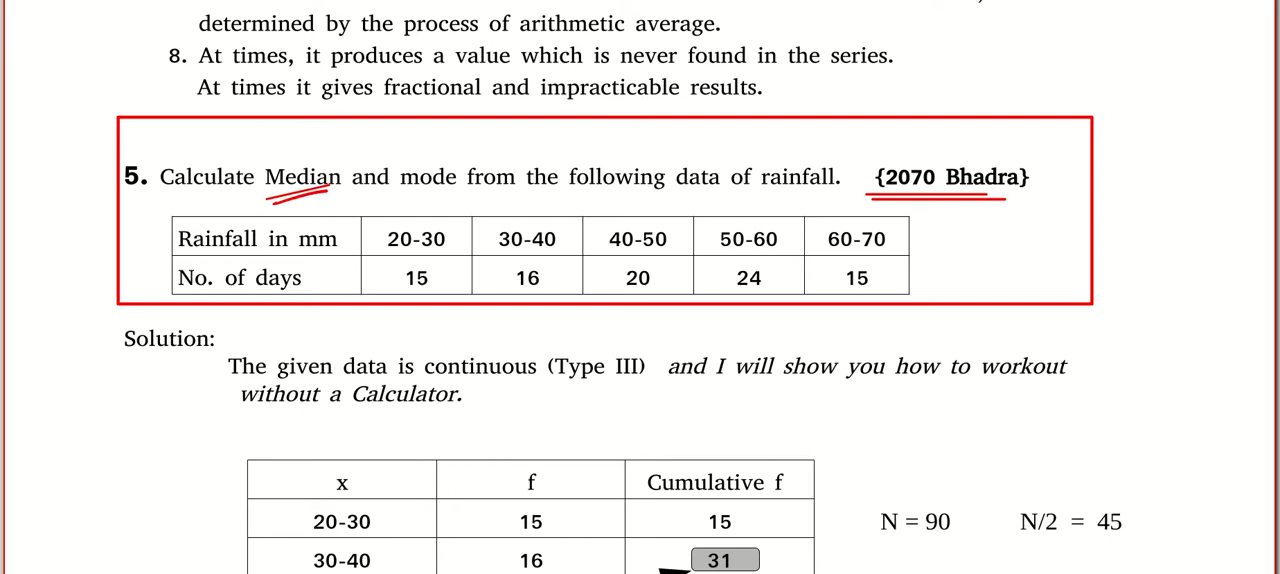 determined by the process of arithmetic average.
8. At times, it produces a value which is never found in the series.
At times it gives fractional and impracticable results.
5. Calculate Median and mode from the following data of rainfall. {2070 Bhadra}
Rainfall in mm 20-30 30-40 40-50 50-60 60-70
No. of days 15 16 20 24 15
Solution:
The given data is continuous (Type III) and I will show you how to workout
without a Calculator.
x f Cumulative f
20-30 15 15 N = 90 N/2 = 45
30-40 16 31